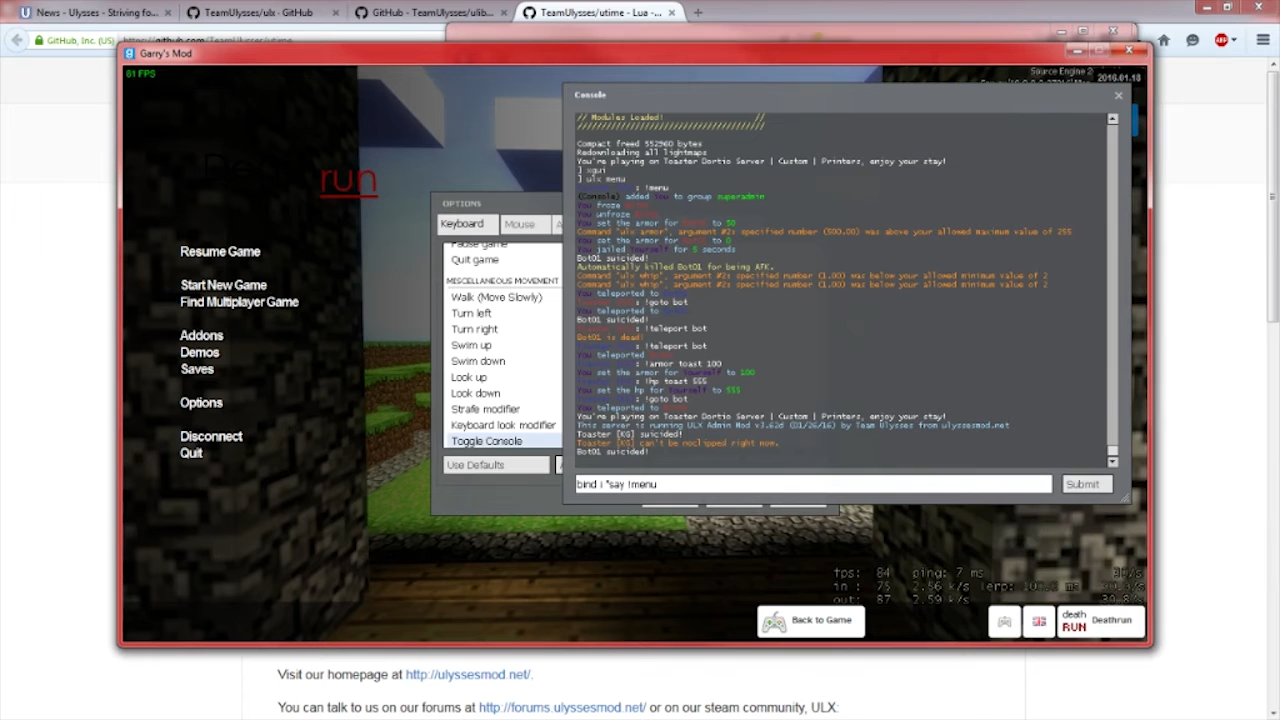 News - Ulysses - Striving fo...
TeamUlysses/ulx · GitHub
GitHub - TeamUlysses/ulib...
TeamUlysses/utime - Lua -...
GitHub, Inc. (US)
https://github.com/TeamUlysses/utime
Garry's Mod
81 FPS
Source Engine 2
2016.01.18
run
Resume Game
Start New Game
Find Multiplayer Game
Addons
Demos
Saves
Options
Disconnect
Quit
OPTIONS
Keyboard
Mouse
Pause game
Quit game
MISCELLANEOUS MOVEMENT
Walk (Move Slowly)
Turn left
Turn right
Swim up
Swim down
Look up
Look down
Strafe modifier
Keyboard look modifier
Toggle Console
Use Defaults
Console
// Modules Loaded! //
///////////////////////////////////////
Compact freed 552960 bytes
Redownloading all lightmaps
You're playing on Toaster Dortio Server | Custom | Printers, enjoy your stay!
] xgui
] ulx menu
: !menu
(Console) added You to group superadmin
You froze
You unfroze
You set the armor for to 50
Command "ulx armor", argument #2: specified number (500.00) was above your allowed maximum value of 255
You set the armor for to 0
You jailed Yourself for 5 seconds
Bot01 suicided!
Automatically killed Bot01 for being AFK.
Command "ulx whip", argument #2: specified number (1.00) was below your allowed minimum value of 2
Command "ulx whip", argument #2: specified number (1.00) was below your allowed minimum value of 2
You teleported to
: !goto bot
You teleported to
Bot01 suicided!
: !teleport bot
Bot01 is dead!
: !teleport bot
You teleported
: !armor toast 100
You set the armor for Yourself to 100
: !hp toast 555
You set the hp for Yourself to 555
: !goto bot
You teleported to
You're playing on Toaster Dortio Server | Custom | Printers, enjoy your stay!
This server is running ULX Admin Mod v3.62d (01/26/16) by Team Ulysses from ulyssesmod.net
Toaster [KG] suicided!
Toaster [KG] can't be noclipped right now.
Bot01 suicided!
bind i "say !menu
Submit
fps: 84 ping: 7 ms
in : 75 2.56 k/s lerp:
out: 87 2.59 k/s
Back to Game
death RUN Deathrun
Visit our homepage at http://ulyssesmod.net/.
You can talk to us on our forums at http://forums.ulyssesmod.net/ or on our steam community, ULX: